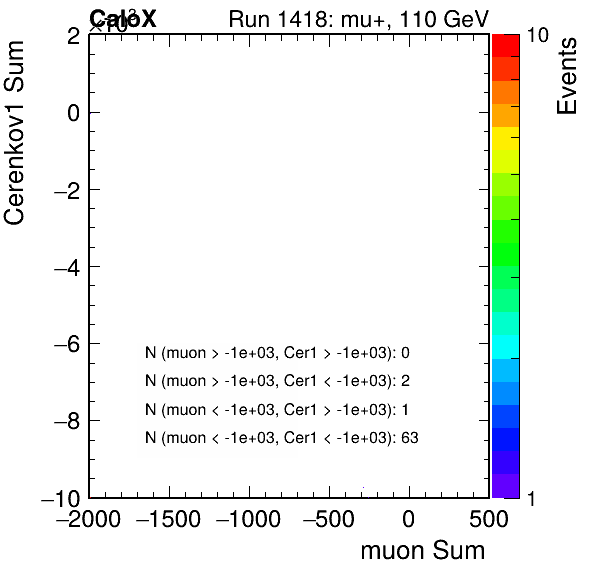 CaloX
×10³
Run 1418: mu+, 110 GeV
Cerenkov1 Sum
2
0
−2
−4
−6
−8
−10
N (muon > -1e+03, Cer1 > -1e+03): 0
N (muon > -1e+03, Cer1 < -1e+03): 2
N (muon < -1e+03, Cer1 > -1e+03): 1
N (muon < -1e+03, Cer1 < -1e+03): 63
−2000 −1500 −1000 −500 0 500
muon Sum
10
1
Events